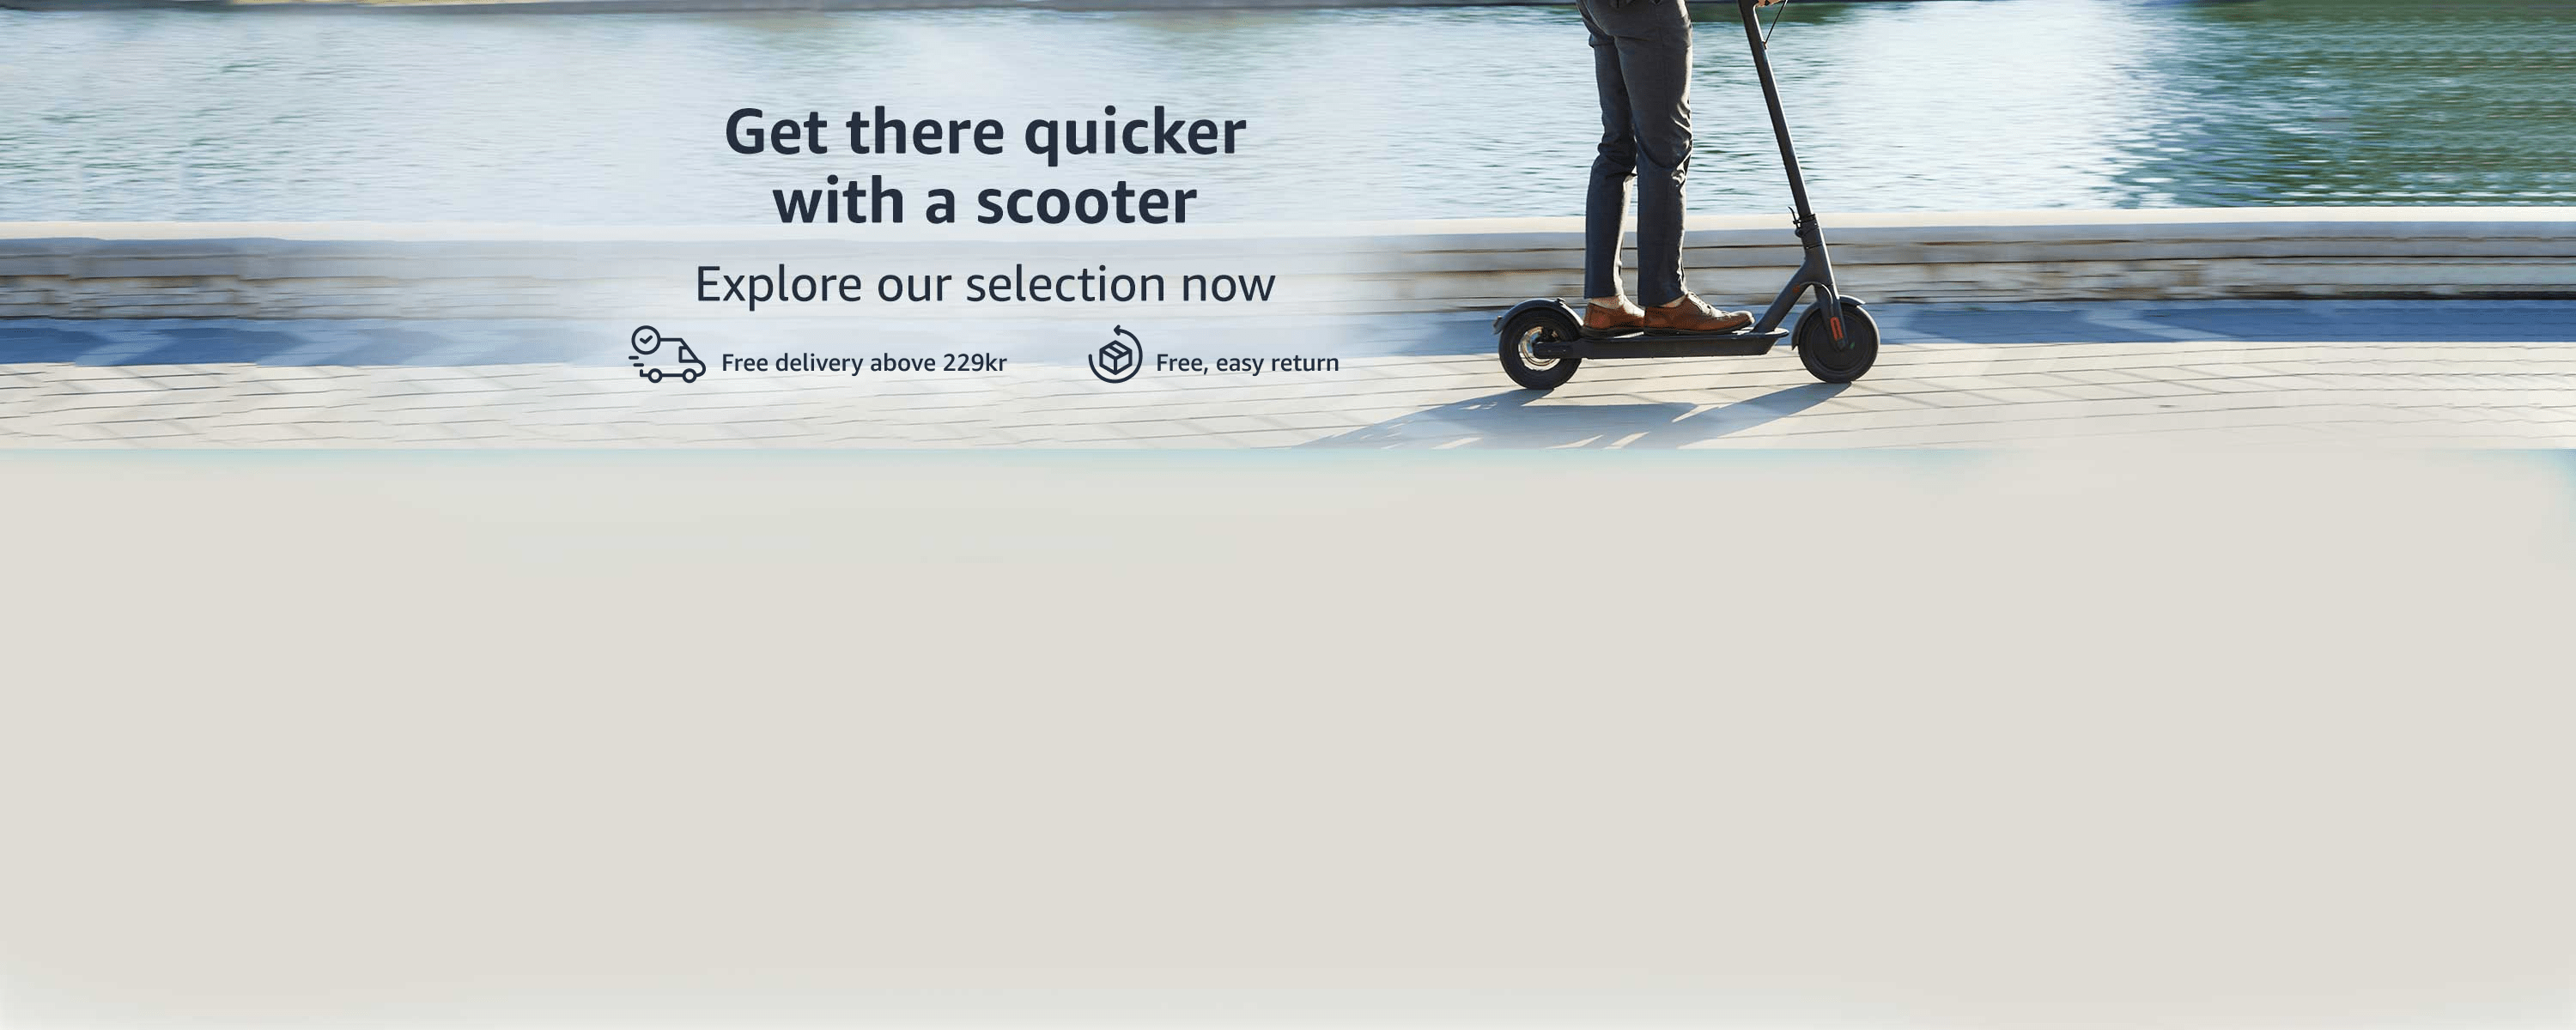 Get there quicker
with a scooter
Explore our selection now
Free delivery above 229kr
Free, easy return